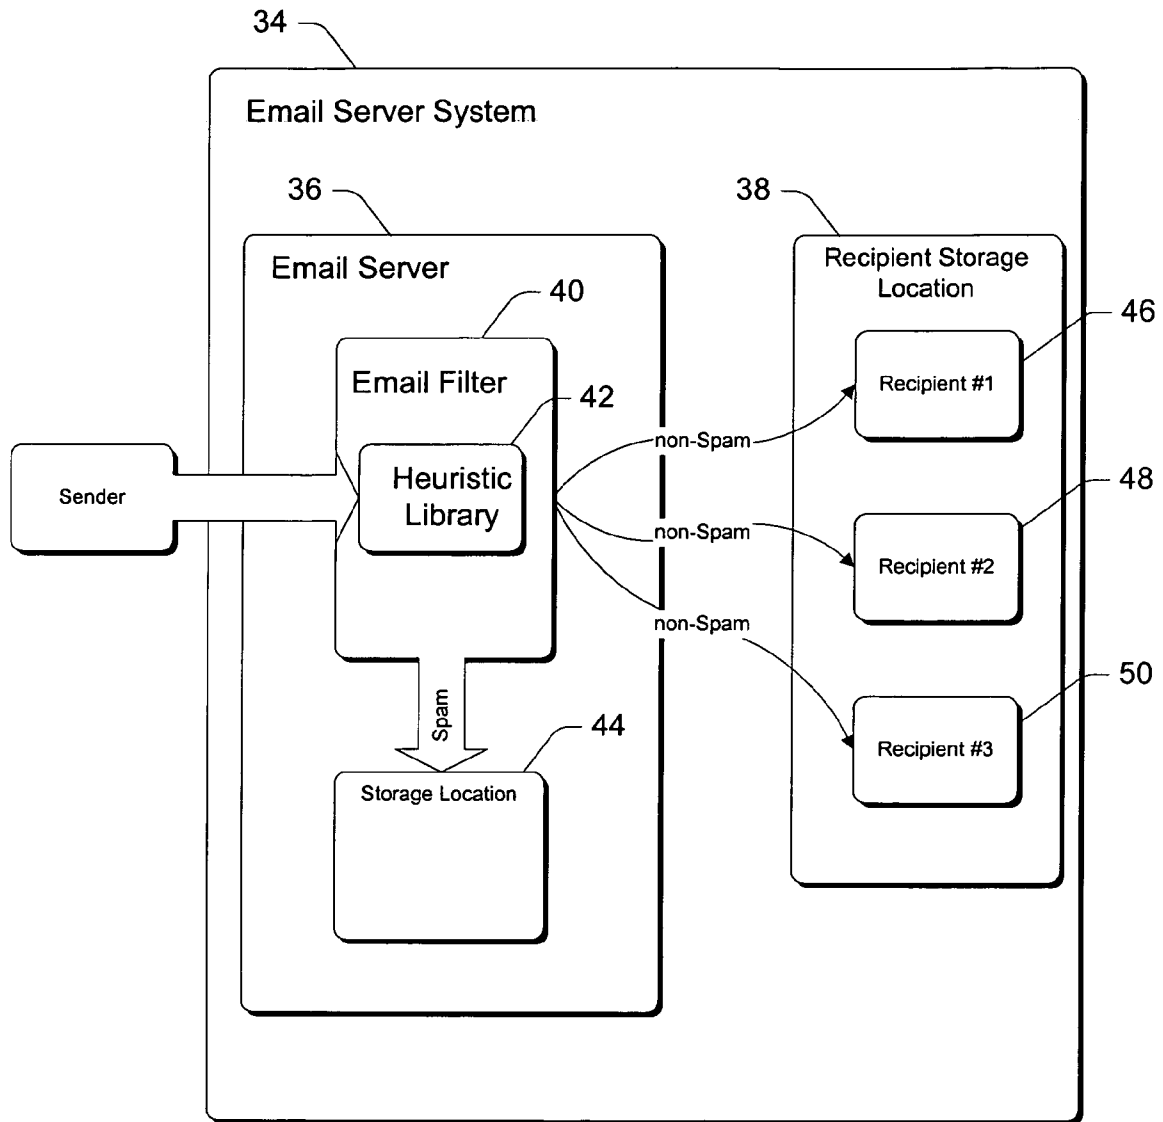 34
Email Server System
36
38
Email Server
Recipient Storage
Location
40
46
Email Filter
Recipient #1
42
non-Spam
Heuristic
Library
Sender
48
non-Spam
Recipient #2
non-Spam
50
Spam
44
Recipient #3
Storage Location